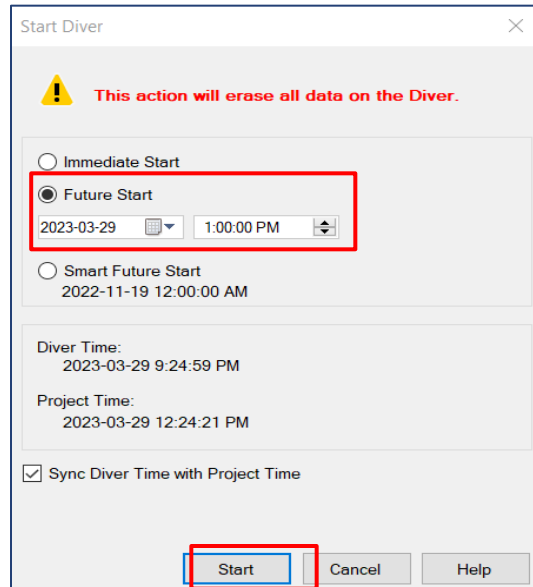 Start Diver
This action will erase all data on the Diver.
Immediate Start
Future Start
2023-03-29 1:00:00 PM
Smart Future Start
2022-11-19 12:00:00 AM
Diver Time:
2023-03-29 9:24:59 PM
Project Time:
2023-03-29 12:24:21 PM
Sync Diver Time with Project Time
Start Cancel Help